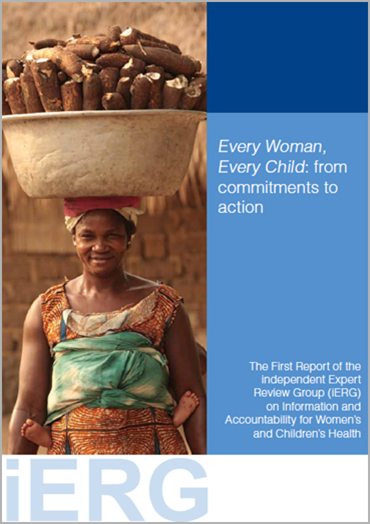 Every Woman,
Every Child: from
commitments to
action
The First Report of the
independent Expert
Review Group (iERG)
on Information and
Accountability for Women's
and Children's Health
iERG